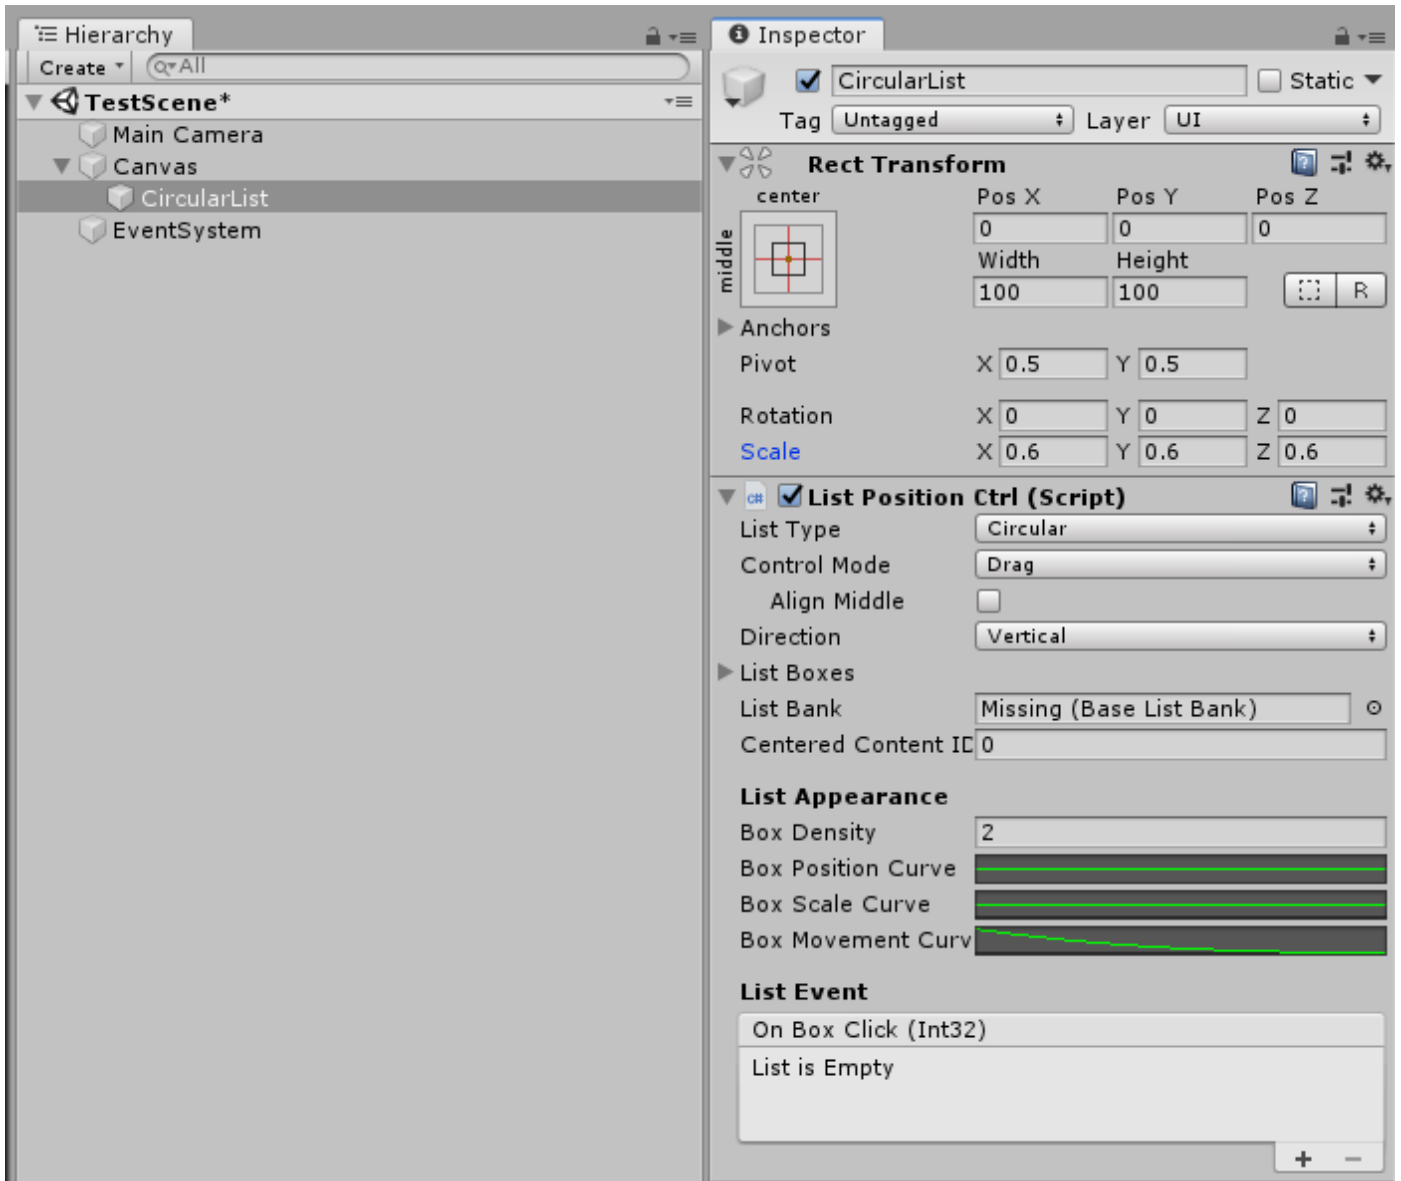 Hierarchy
Create
All
TestScene*
Main Camera
Canvas
CircularList
EventSystem
Inspector
CircularList
Static
Tag Untagged Layer UI
Rect Transform
center
middle
Pos X Pos Y Pos Z
0 0 0
Width Height
100 100 R
Anchors
Pivot X 0.5 Y 0.5
Rotation X 0 Y 0 Z 0
Scale X 0.6 Y 0.6 Z 0.6
c# List Position Ctrl (Script)
List Type Circular
Control Mode Drag
Align Middle
Direction Vertical
List Boxes
List Bank Missing (Base List Bank)
Centered Content ID 0
List Appearance
Box Density 2
Box Position Curve
Box Scale Curve
Box Movement Curv
List Event
On Box Click (Int32)
List is Empty